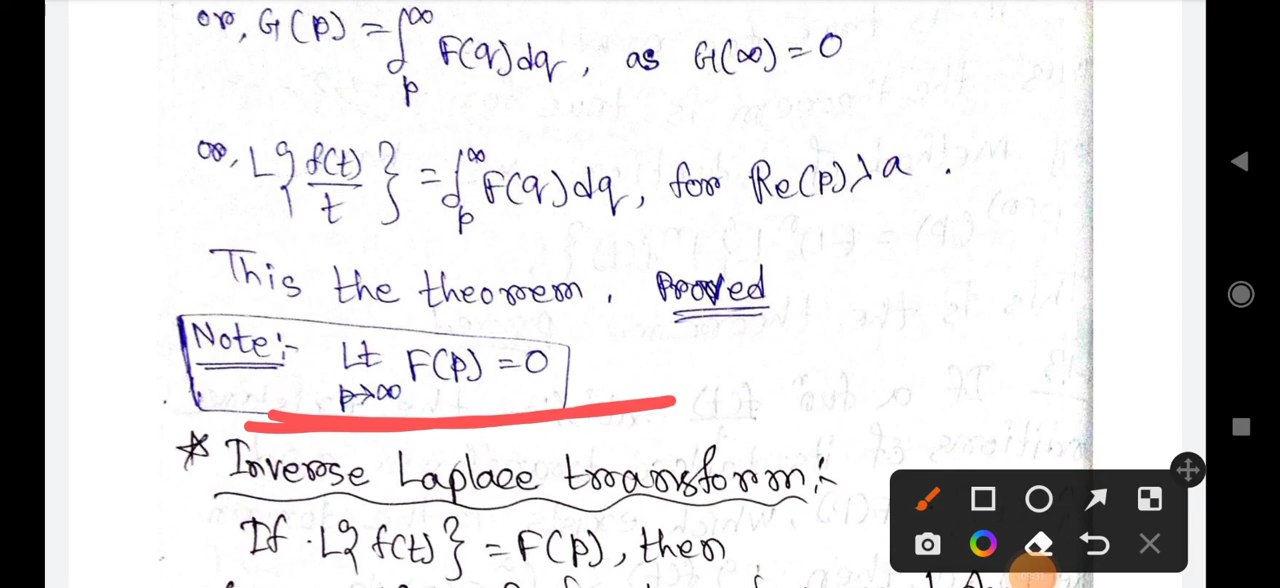 or, G(p) = ∫_p^∞ F(q)dq, as G(∞) = 0
or, L{f(t)/t} = ∫_p^∞ F(q)dq, for Re(p)>a.
This the theorem. Proved
Note:- Lt p→∞ F(p) = 0
* Inverse Laplace transform:-
If L{f(t)} = F(p), then